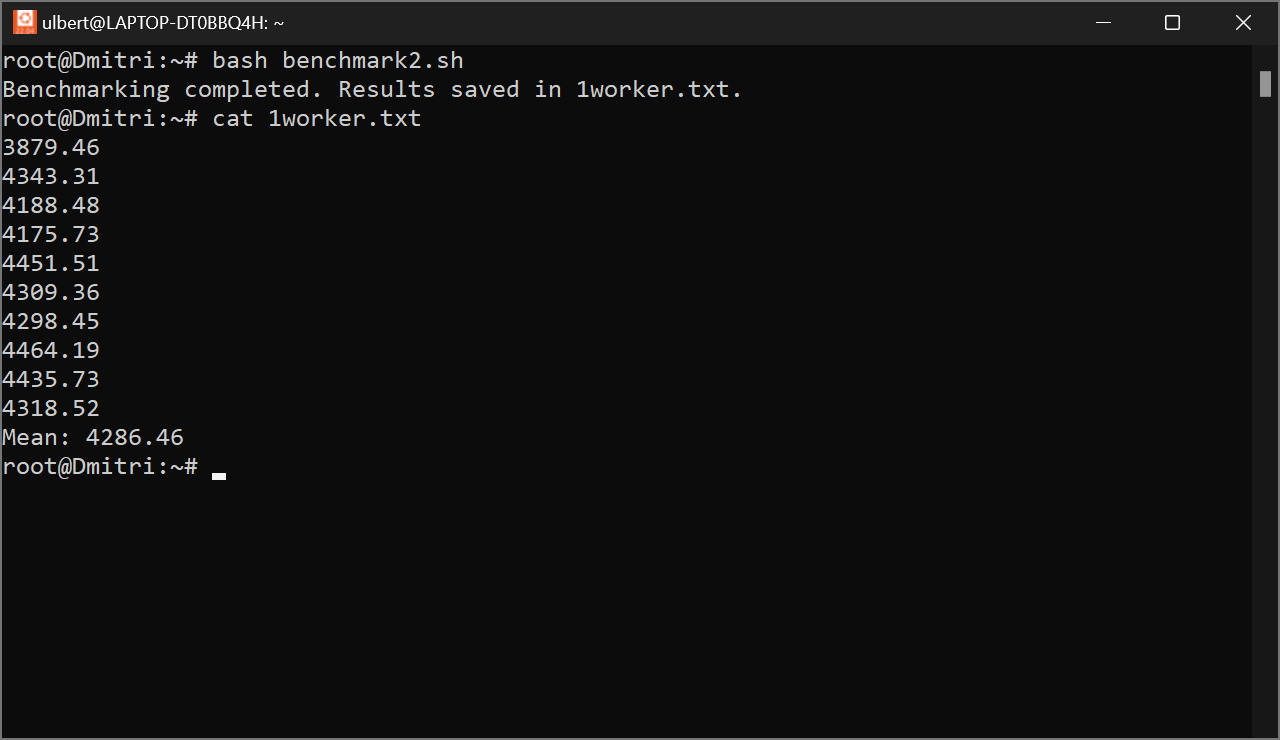 ulbert@LAPTOP-DT0BBQ4H: ~
root@Dmitri:~# bash benchmark2.sh
Benchmarking completed. Results saved in 1worker.txt.
root@Dmitri:~# cat 1worker.txt
3879.46
4343.31
4188.48
4175.73
4451.51
4309.36
4298.45
4464.19
4435.73
4318.52
Mean: 4286.46
root@Dmitri:~#